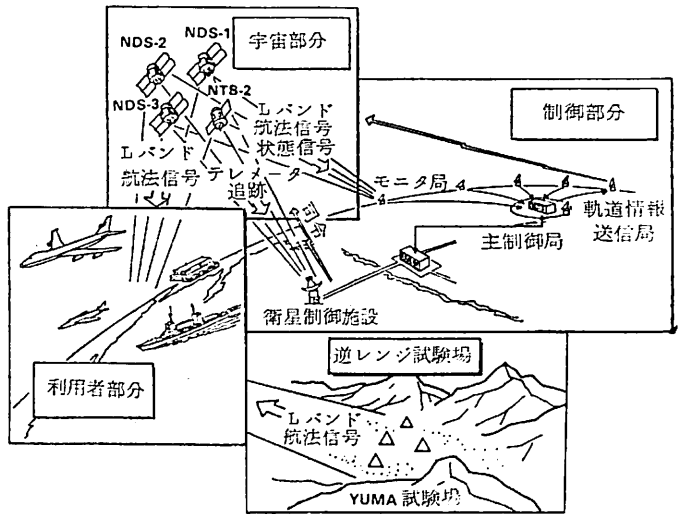 NDS-2
NDS-1
宇宙部分
NDS-3
NTS-2
Lバンド
航法信号
状態信号
Lバンド
航法信号
テレメータ
追跡
司令
制御部分
モニタ局
軌道情報
送信局
主制御局
衛星制御施設
利用者部分
逆レンジ試験場
Lバンド
航法信号
YUMA 試験場